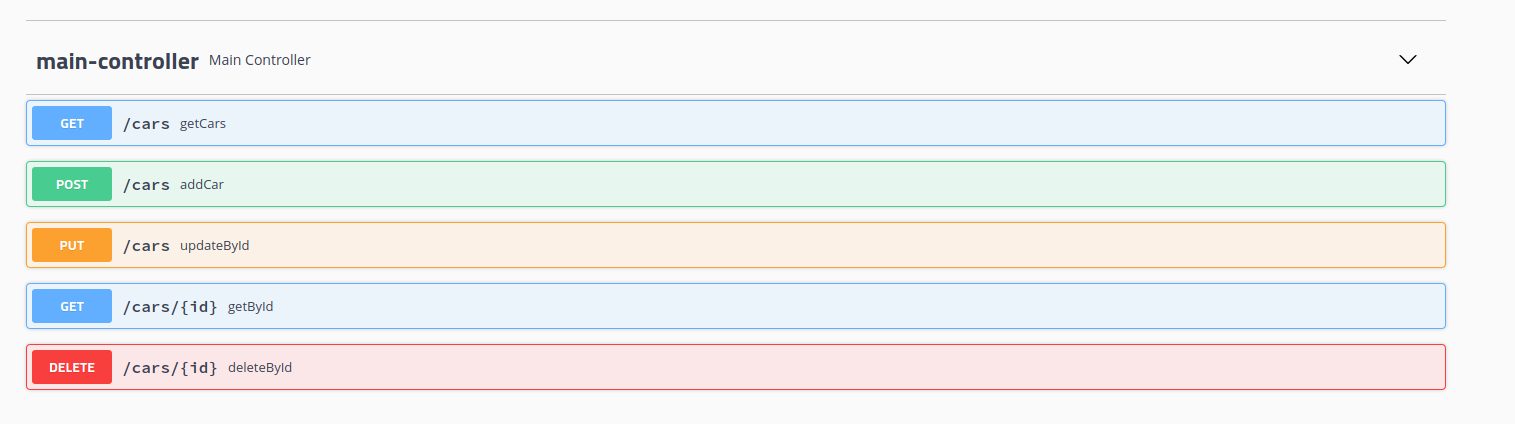 main-controller Main Controller
GET /cars getCars
POST /cars addCar
PUT /cars updateById
GET /cars/{id} getById
DELETE /cars/{id} deleteById